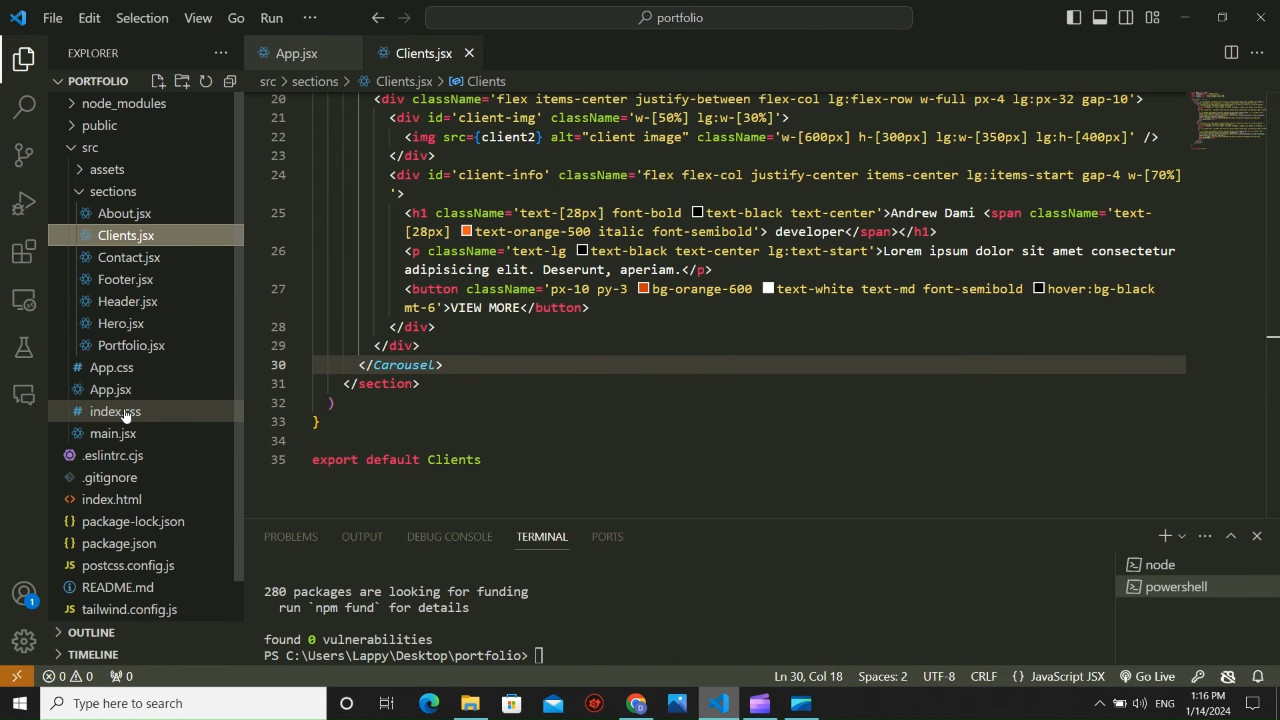 File Edit Selection View Go Run ··· portfolio
EXPLORER
PORTFOLIO
node_modules
public
src
assets
sections
About.jsx
Clients.jsx
Contact.jsx
Footer.jsx
Header.jsx
Hero.jsx
Portfolio.jsx
# App.css
App.jsx
# index.css
main.jsx
.eslintrc.cjs
.gitignore
<> index.html
{} package-lock.json
{} package.json
JS postcss.config.js
README.md
JS tailwind.config.js
OUTLINE
TIMELINE
1
App.jsx Clients.jsx
src > sections > Clients.jsx > Clients
20 <div className='flex items-center justify-between flex-col lg:flex-row w-full px-4 lg:px-32 gap-10'>
21 <div id='client-img' className='w-[50%] lg:w-[30%]'>
22 <img src={client2} alt="client image" className='w-[600px] h-[300px] lg:w-[550px] lg:h-[400px]' />
23 </div>
24 <div id='client-info' className='flex flex-col justify-center items-center lg:items-start gap-4 w-[70%]
'>
25 <h1 className='text-[28px] font-bold text-black text-center'>Andrew Dami <span className='text-
[28px] text-orange-500 italic font-semibold'> developer</span></h1>
26 <p className='text-lg text-black text-center lg:text-start'>Lorem ipsum dolor sit amet consectetur
adipisicing elit. Deserunt, aperiam.</p>
27 <button className='px-10 py-3 bg-orange-600 text-white text-md font-semibold hover:bg-black
mt-6'>VIEW MORE</button>
28 </div>
29 </div>
30 </Carousel>
31 </section>
32 )
33 }
34
35 export default Clients
PROBLEMS OUTPUT DEBUG CONSOLE TERMINAL PORTS
280 packages are looking for funding
run `npm fund` for details
found 0 vulnerabilities
PS C:\Users\Lappy\Desktop\portfolio>
node
powershell
0 0 0 Ln 30, Col 18 Spaces: 2 UTF-8 CRLF {} JavaScript JSX Go Live
Type here to search
ENG
1:16 PM
1/14/2024